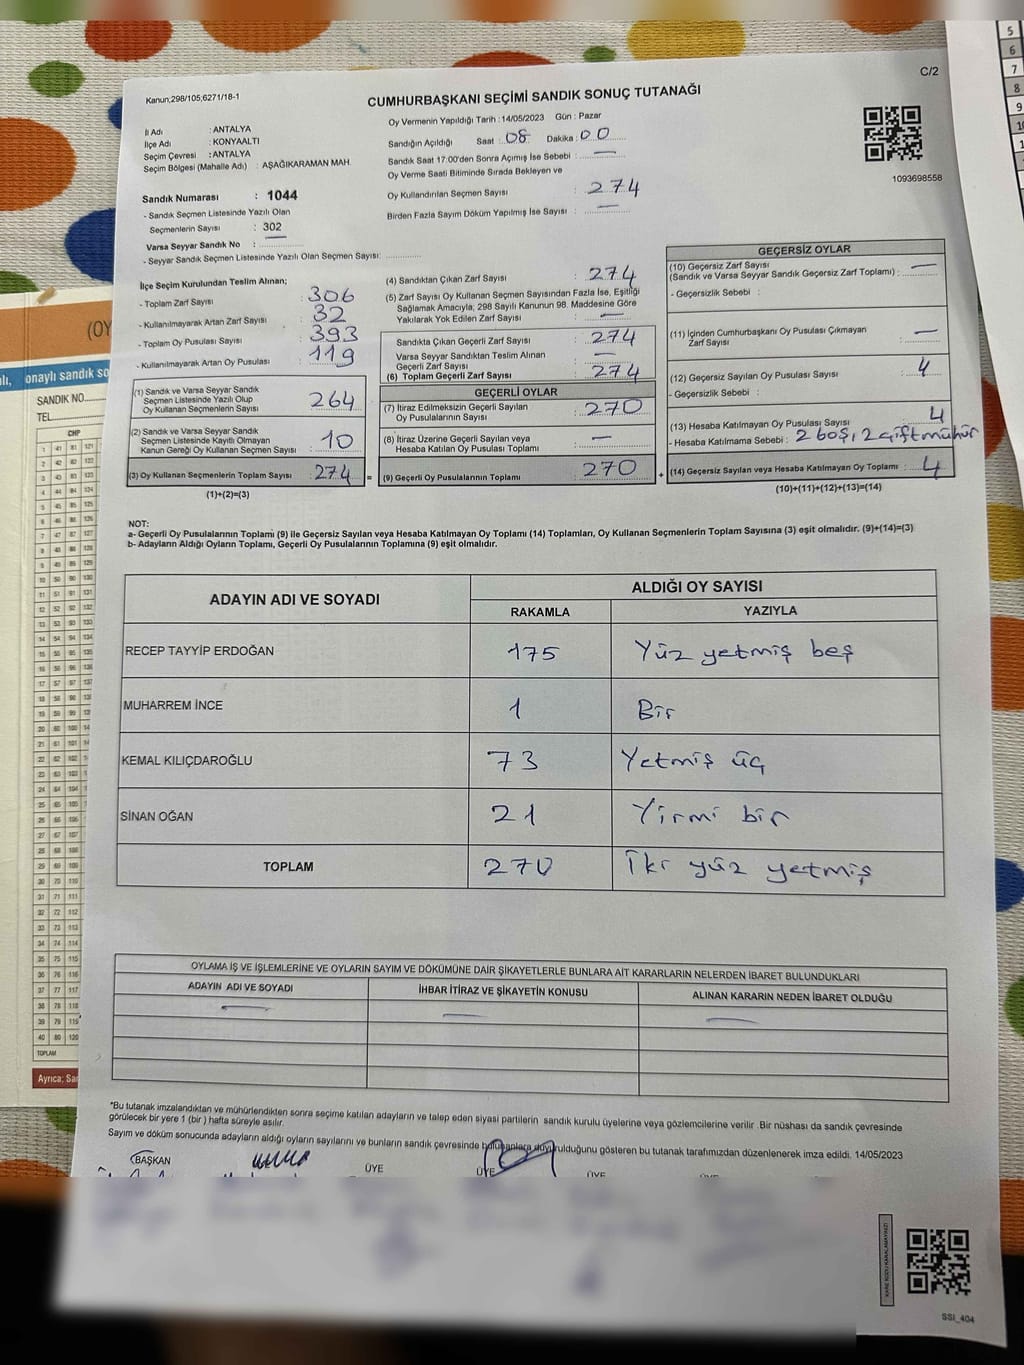 C/2
Kanun,298/105,6271/18-1
CUMHURBAŞKANI SEÇİMİ SANDIK SONUÇ TUTANAĞI
İl Adı : ANTALYA
İlçe Adı : KONYAALTI
Seçim Çevresi : ANTALYA
Seçim Bölgesi (Mahalle Adı) : AŞAĞIKARAMAN MAH.
Sandık Numarası : 1044
- Sandık Seçmen Listesinde Yazılı Olan
Seçmenlerin Sayısı : 302
Varsa Seyyar Sandık No :
- Seyyar Sandık Seçmen Listesinde Yazılı Olan Seçmen Sayısı:
Oy Vermenin Yapıldığı Tarih :14/05/2023 Gün : Pazar
Sandığın Açıldığı Saat : 08 Dakika : 00
Sandık Saat 17:00'den Sonra Açımış İse Sebebi : —
Oy Verme Saati Bitiminde Sırada Bekleyen ve
Oy Kullandırılan Seçmen Sayısı : 274
Birden Fazla Sayım Döküm Yapılmış İse Sayısı : —
1093698558
İlçe Seçim Kurulundan Teslim Alınan;
- Toplam Zarf Sayısı : 306
- Kullanılmayarak Artan Zarf Sayısı : 32
- Toplam Oy Pusulası Sayısı : 393
- Kullanılmayarak Artan Oy Pusulası : 119
(1) Sandık ve Varsa Seyyar Sandık
Seçmen Listesinde Yazılı Olup
Oy Kullanan Seçmenlerin Sayısı : 264
(2) Sandık ve Varsa Seyyar Sandık
Seçmen Listesinde Kayıtlı Olmayan
Kanun Gereği Oy Kullanan Seçmen Sayısı : 10
(3) Oy Kullanan Seçmenlerin Toplam Sayısı : 274 =
(1)+(2)=(3)
(4) Sandıktan Çıkan Zarf Sayısı : 274
(5) Zarf Sayısı Oy Kullanan Seçmen Sayısından Fazla İse, Eşitliği
Sağlamak Amacıyla; 298 Sayılı Kanunun 98. Maddesine Göre
Yakılarak Yok Edilen Zarf Sayısı : —
Sandıkta Çıkan Geçerli Zarf Sayısı : 274
Varsa Seyyar Sandıktan Teslim Alınan
Geçerli Zarf Sayısı : —
(6) Toplam Geçerli Zarf Sayısı : 274
GEÇERLİ OYLAR
(7) İtiraz Edilmeksizin Geçerli Sayılan
Oy Pusulalarının Sayısı : 270
(8) İtiraz Üzerine Geçerli Sayılan veya
Hesaba Katılan Oy Pusulası Toplamı : —
(9) Geçerli Oy Pusulalarının Toplamı : 270 +
GEÇERSİZ OYLAR
(10) Geçersiz Zarf Sayısı
(Sandık ve Varsa Seyyar Sandık Geçersiz Zarf Toplamı) : —
- Geçersizlik Sebebi :
(11) İçinden Cumhurbaşkanı Oy Pusulası Çıkmayan
Zarf Sayısı : —
(12) Geçersiz Sayılan Oy Pusulası Sayısı : 4
- Geçersizlik Sebebi :
(13) Hesaba Katılmayan Oy Pusulası Sayısı : 4
- Hesaba Katılmama Sebebi : 2 boş, 2 çift mühür
(14) Geçersiz Sayılan veya Hesaba Katılmayan Oy Toplamı : 4
(10)+(11)+(12)+(13)=(14)
NOT:
a- Geçerli Oy Pusulalarının Toplamı (9) ile Geçersiz Sayılan veya Hesaba Katılmayan Oy Toplamı (14) Toplamları, Oy Kullanan Seçmenlerin Toplam Sayısına (3) eşit olmalıdır. (9)+(14)=(3)
b- Adayların Aldığı Oyların Toplamı, Geçerli Oy Pusulalarının Toplamına (9) eşit olmalıdır.
ADAYIN ADI VE SOYADI ALDIĞI OY SAYISI
RAKAMLA YAZIYLA
RECEP TAYYİP ERDOĞAN 175 Yüz yetmiş beş
MUHARREM İNCE 1 Bir
KEMAL KILIÇDAROĞLU 73 Yetmiş üç
SİNAN OĞAN 21 Yirmi bir
TOPLAM 270 İki yüz yetmiş
OYLAMA İŞ VE İŞLEMLERİNE VE OYLARIN SAYIM VE DÖKÜMÜNE DAİR ŞİKAYETLERLE BUNLARA AİT KARARLARIN NELERDEN İBARET BULUNDUKLARI
ADAYIN ADI VE SOYADI İHBAR İTİRAZ VE ŞİKAYETİN KONUSU ALINAN KARARIN NEDEN İBARET OLDUĞU
— — —
*Bu tutanak imzalandıktan ve mühürlendikten sonra seçime katılan adayların ve talep eden siyasi partilerin sandık kurulu üyelerine veya gözlemcilerine verilir .Bir nüshası da sandık çevresinde
görülecek bir yere 1 (bir ) hafta süreyle asılır.
Sayım ve döküm sonucunda adayların aldığı oyların sayılarını ve bunların sandık çevresinde bulunanlara duyurulduğunu gösteren bu tutanak tarafımızdan düzenlenerek imza edildi. 14/05/2023
BAŞKAN ÜYE ÜYE ÜYE
SSI_404
(OY
onaylı sandık so
SANDIK NO
TEL
CHP
TOPLAM
Ayrıca; Sa